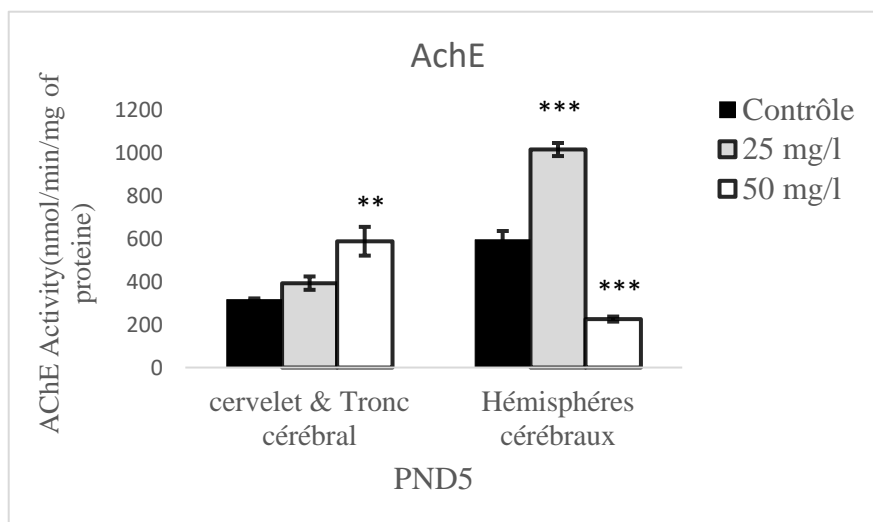 AchE
AChE Activity(nmol/min/mg of
proteine)
1200
1000
800
600
400
200
0
***
**
***
Contrôle
25 mg/l
50 mg/l
cervelet & Tronc
cérébral
Hémisphéres
cérébraux
PND5